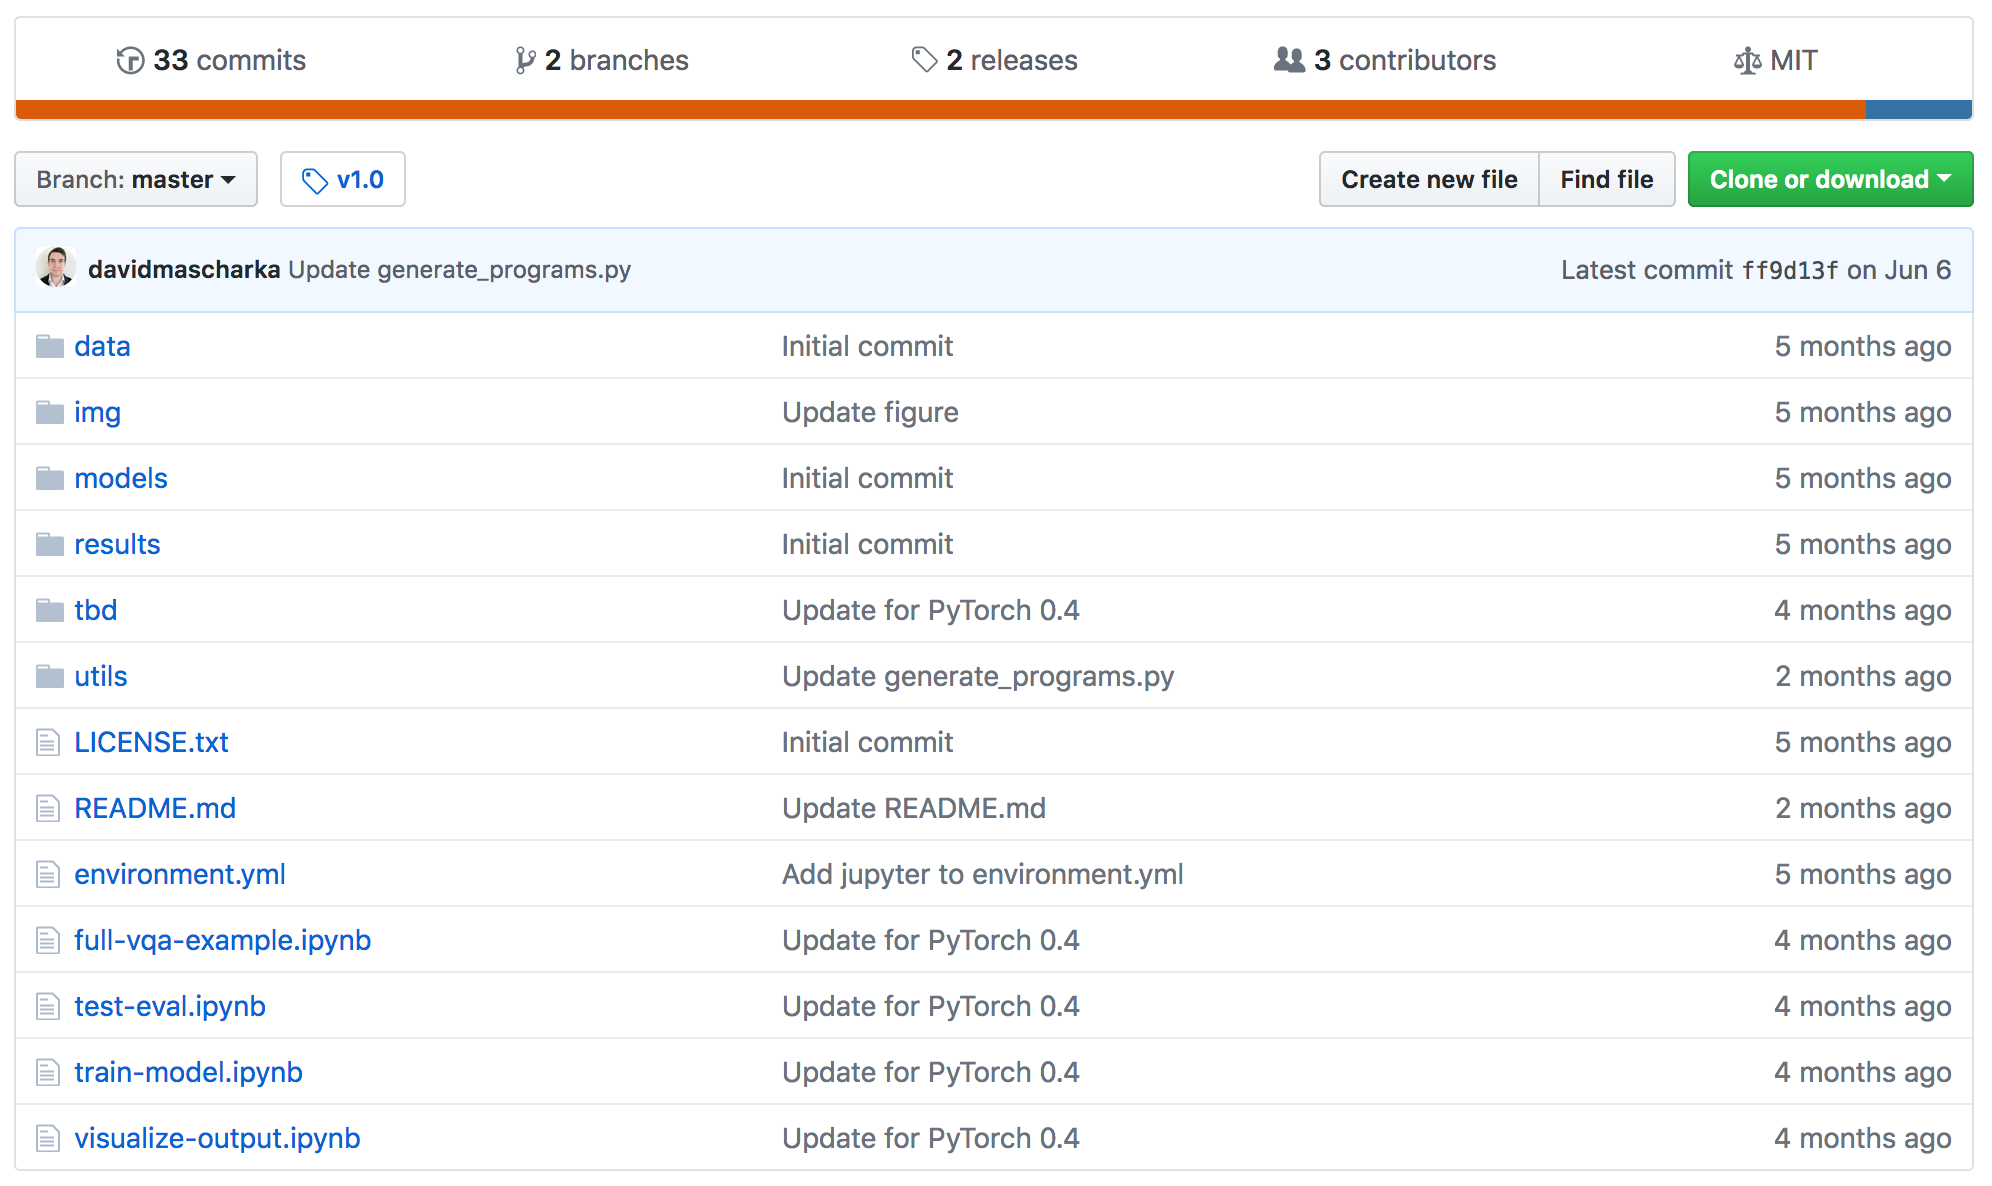 33 commits 2 branches 2 releases 3 contributors MIT
Branch: master v1.0 Create new file Find file Clone or download
davidmascharka Update generate_programs.py Latest commit ff9d13f on Jun 6
data Initial commit 5 months ago
img Update figure 5 months ago
models Initial commit 5 months ago
results Initial commit 5 months ago
tbd Update for PyTorch 0.4 4 months ago
utils Update generate_programs.py 2 months ago
LICENSE.txt Initial commit 5 months ago
README.md Update README.md 2 months ago
environment.yml Add jupyter to environment.yml 5 months ago
full-vqa-example.ipynb Update for PyTorch 0.4 4 months ago
test-eval.ipynb Update for PyTorch 0.4 4 months ago
train-model.ipynb Update for PyTorch 0.4 4 months ago
visualize-output.ipynb Update for PyTorch 0.4 4 months ago